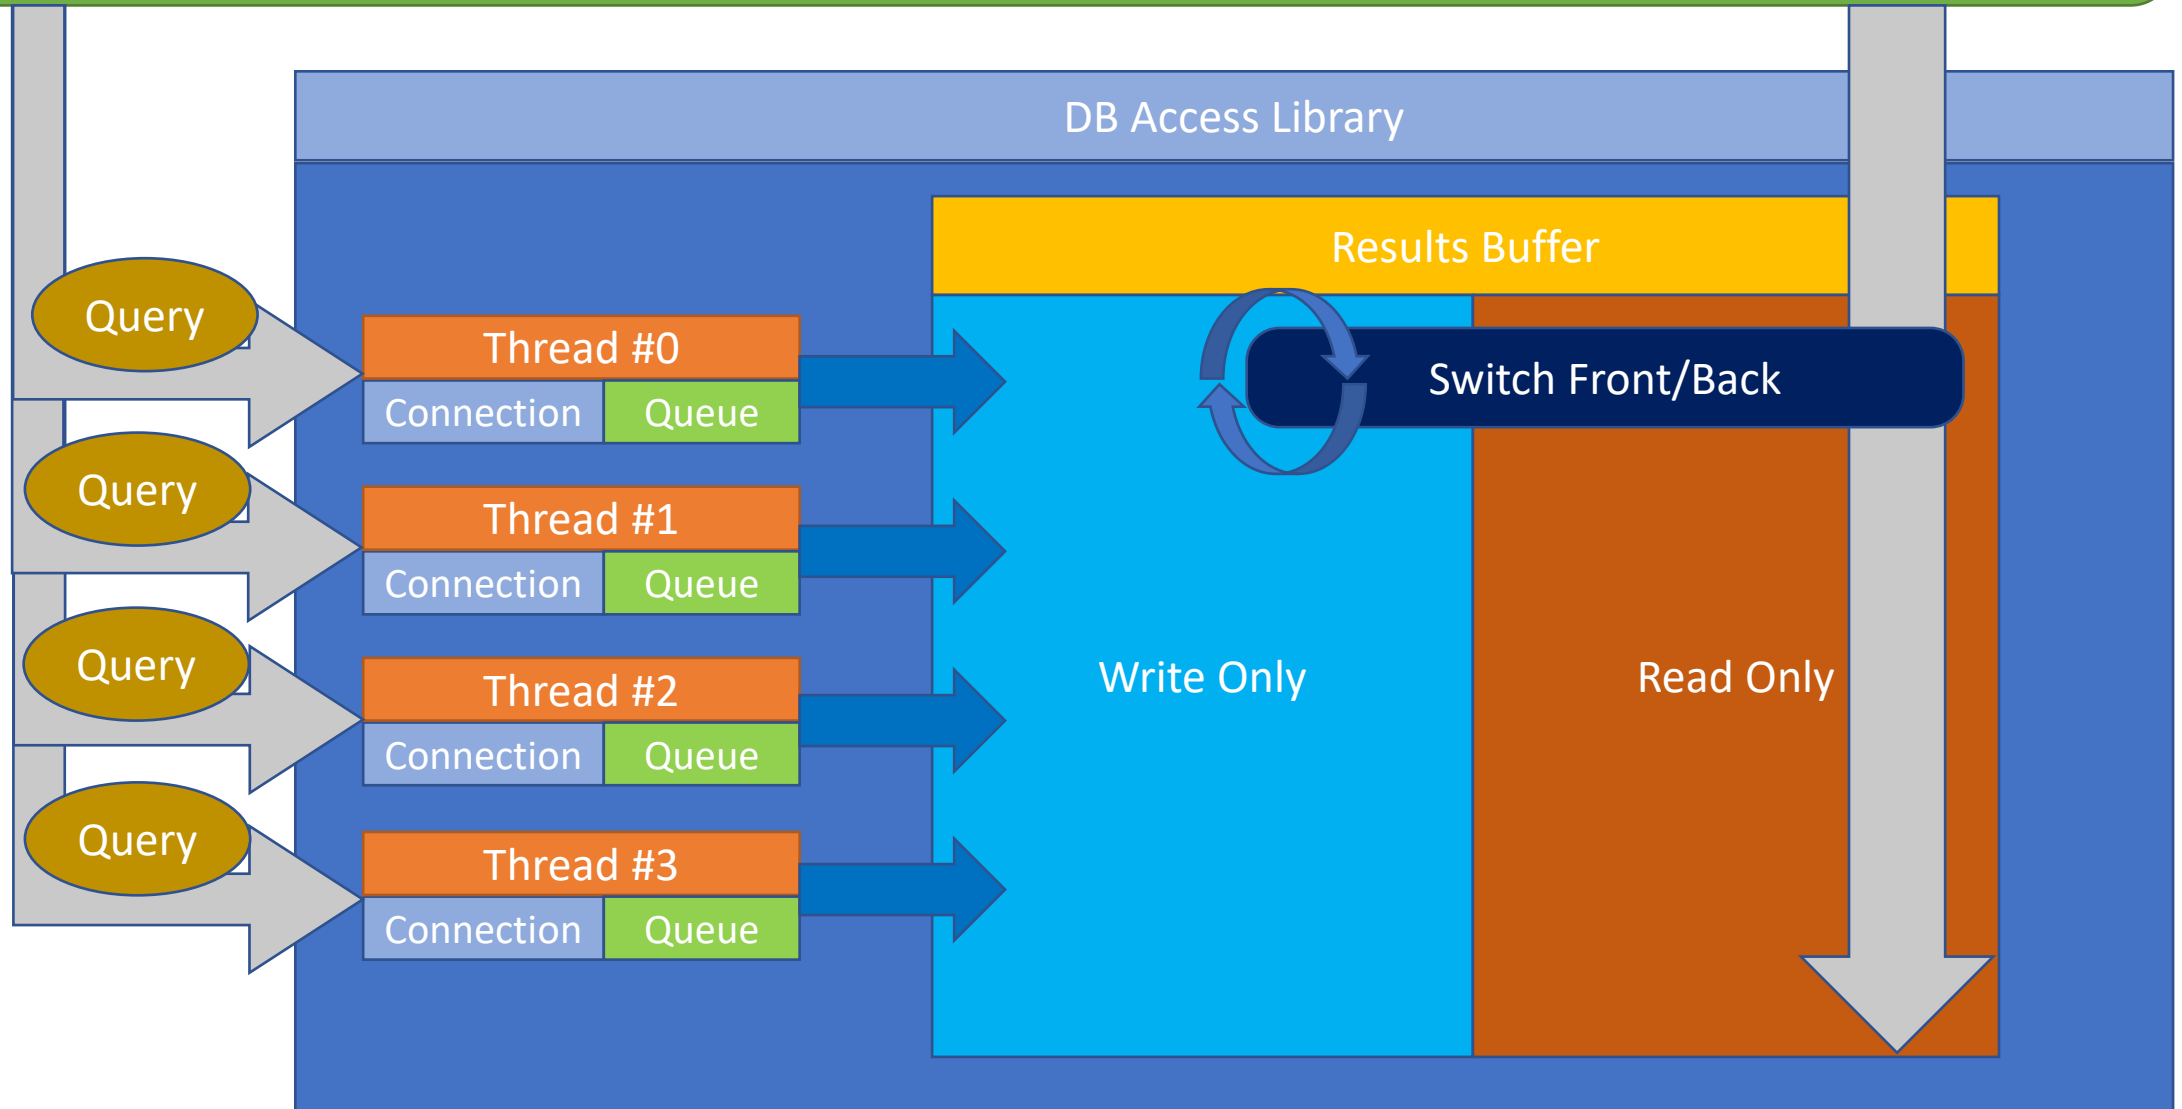 DB Access Library
Results Buffer
Query
Thread #0
Connection
Queue
Switch Front/Back
Query
Thread #1
Connection
Queue
Query
Thread #2
Connection
Queue
Write Only
Read Only
Query
Thread #3
Connection
Queue